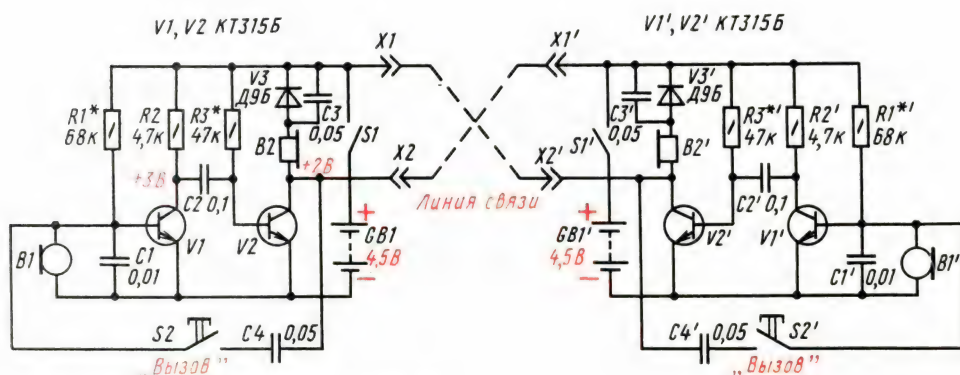 V1, V2 КТ315Б
V1', V2' КТ315Б
X1
X1'
R1*
68к
R2
4,7к
R3*
47к
V3
Д9Б
C3
0,05
S1
B2
+2В
X2
+3В
C2 0,1
V1
V2
B1
C1
0,01
+
GB1
4,5В
−
S2
C4
0,05
"Вызов"
Линия связи
C3'
0,05
V3'
Д9Б
R3*'
47к
R2'
4,7к
R1*'
68к
S1'
B2'
X2'
C2' 0,1
+
GB1'
4,5В
−
V2'
V1'
C1'
0,01
B1'
C4'
0,05
S2'
„Вызов"